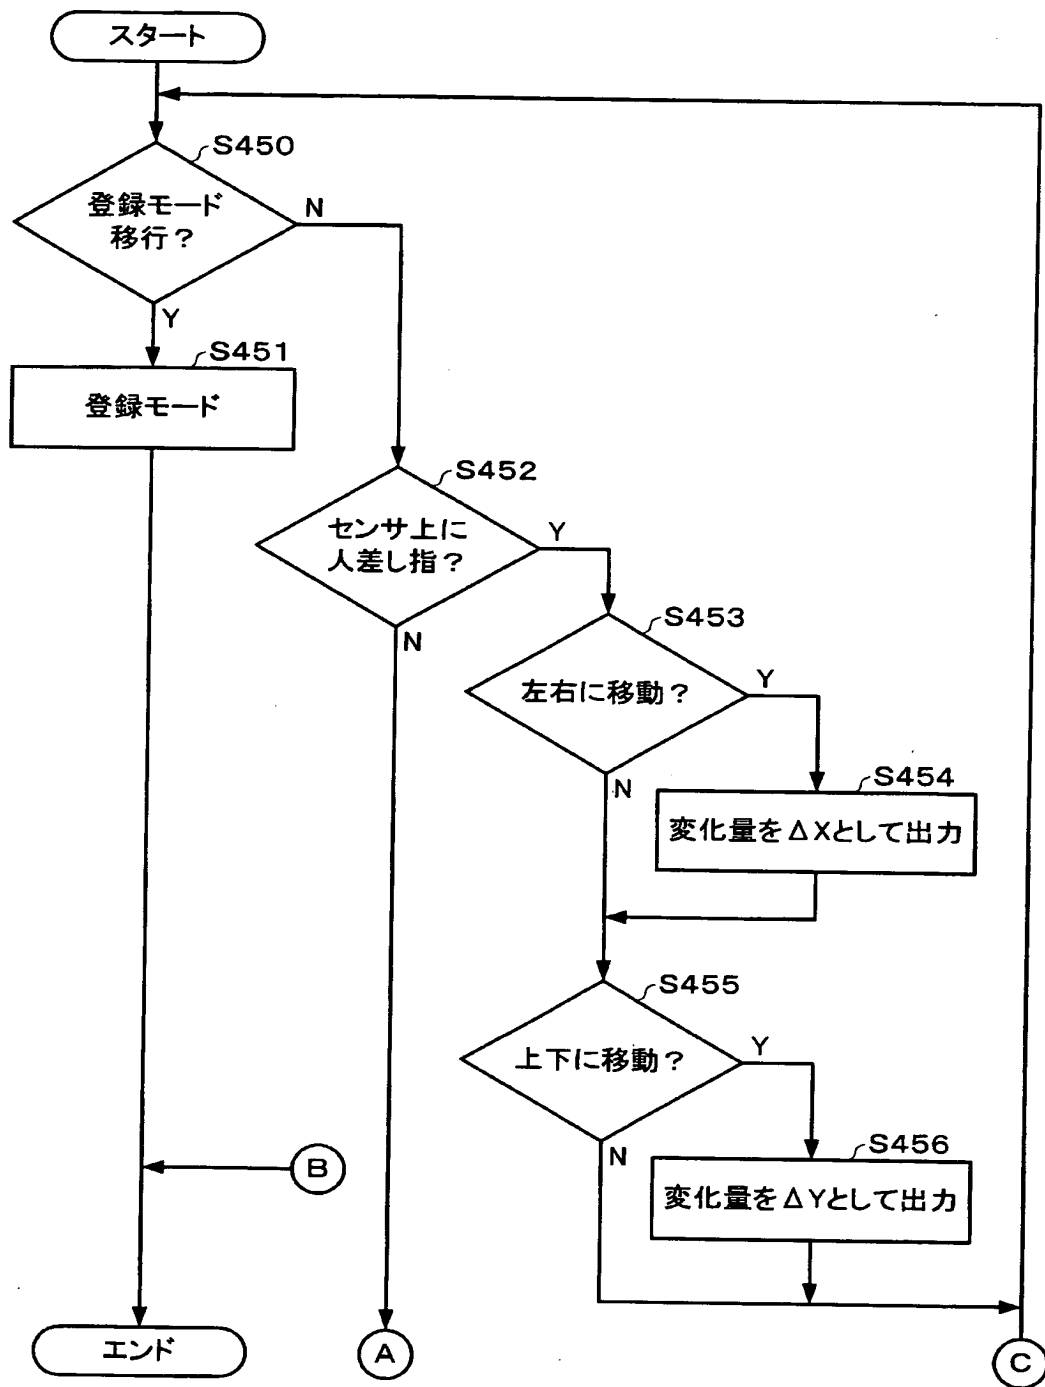 スタート
S450
登録モード
移行？
N
Y
S451
登録モード
S452
センサ上に
人差し指？
Y
N
S453
左右に移動？
Y
N
S454
変化量をΔXとして出力
S455
上下に移動？
Y
N
S456
変化量をΔYとして出力
B
エンド
A
C